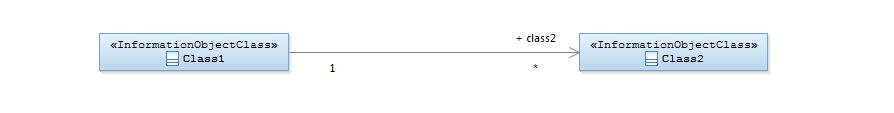 + class2
«InformationObjectClass»
Class1
«InformationObjectClass»
Class2
1
*